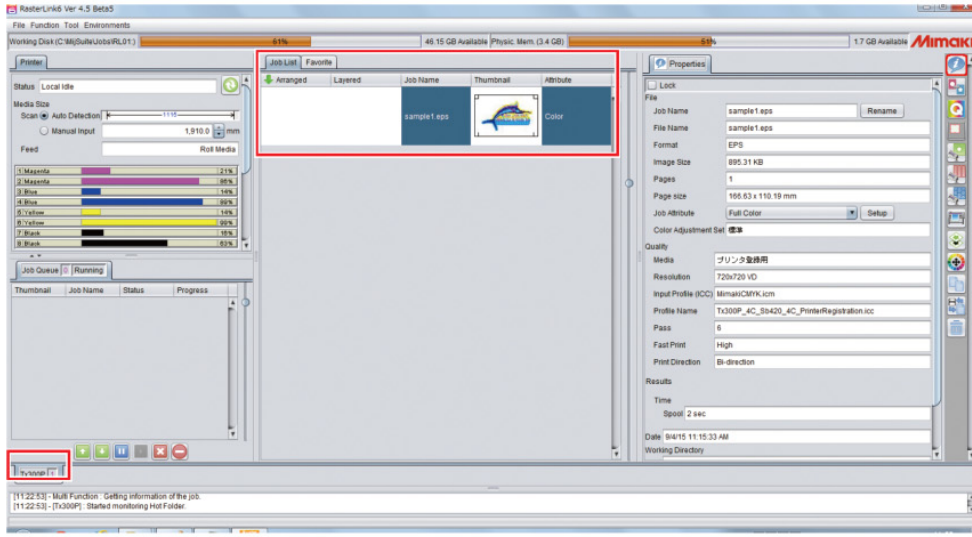 RasterLink6 Ver 4.5 Beta5
File Function Tool Environments
Working Disk (C:\MijSuite\Jobs\RL01:) 51% 46.15 GB Available Physic. Mem. (3.4 GB) 51% 1.7 GB Available Mimaki
Printer
Status Local Idle
Media Size
Scan Auto Detection 1115
Manual Input 1,910.0 mm
Feed Roll Media
1:Magenta 21%
2:Magenta
3:Blue 14%
4:Blue
5:Yellow 14%
6:Yellow
7:Black
8:Black 63%
Job Queue Running
Thumbnail Job Name Status Progress
Tx300P 1
Job List Favorite
Arranged Layered Job Name Thumbnail Attribute
sample1.eps Color
Properties
Lock
File
Job Name sample1.eps Rename
File Name sample1.eps
Format EPS
Image Size 895.31 KB
Pages 1
Page size 166.63 x 110.19 mm
Job Attribute Full Color Setup
Color Adjustment Set 標準
Quality
Media プリンタ登録用
Resolution 720x720 VD
Input Profile (ICC) MimakiCMYK.icm
Profile Name Tx300P_4C_Sb420_4C_PrinterRegistration.icc
Pass 6
Fast Print High
Print Direction Bi-direction
Results
Time
Spool 2 sec
Date 9/4/15 11:15:33 AM
Working Directory
[11:22:53] - Multi Function : Getting information of the job.
[11:22:53] - [Tx300P] : Started monitoring Hot Folder.